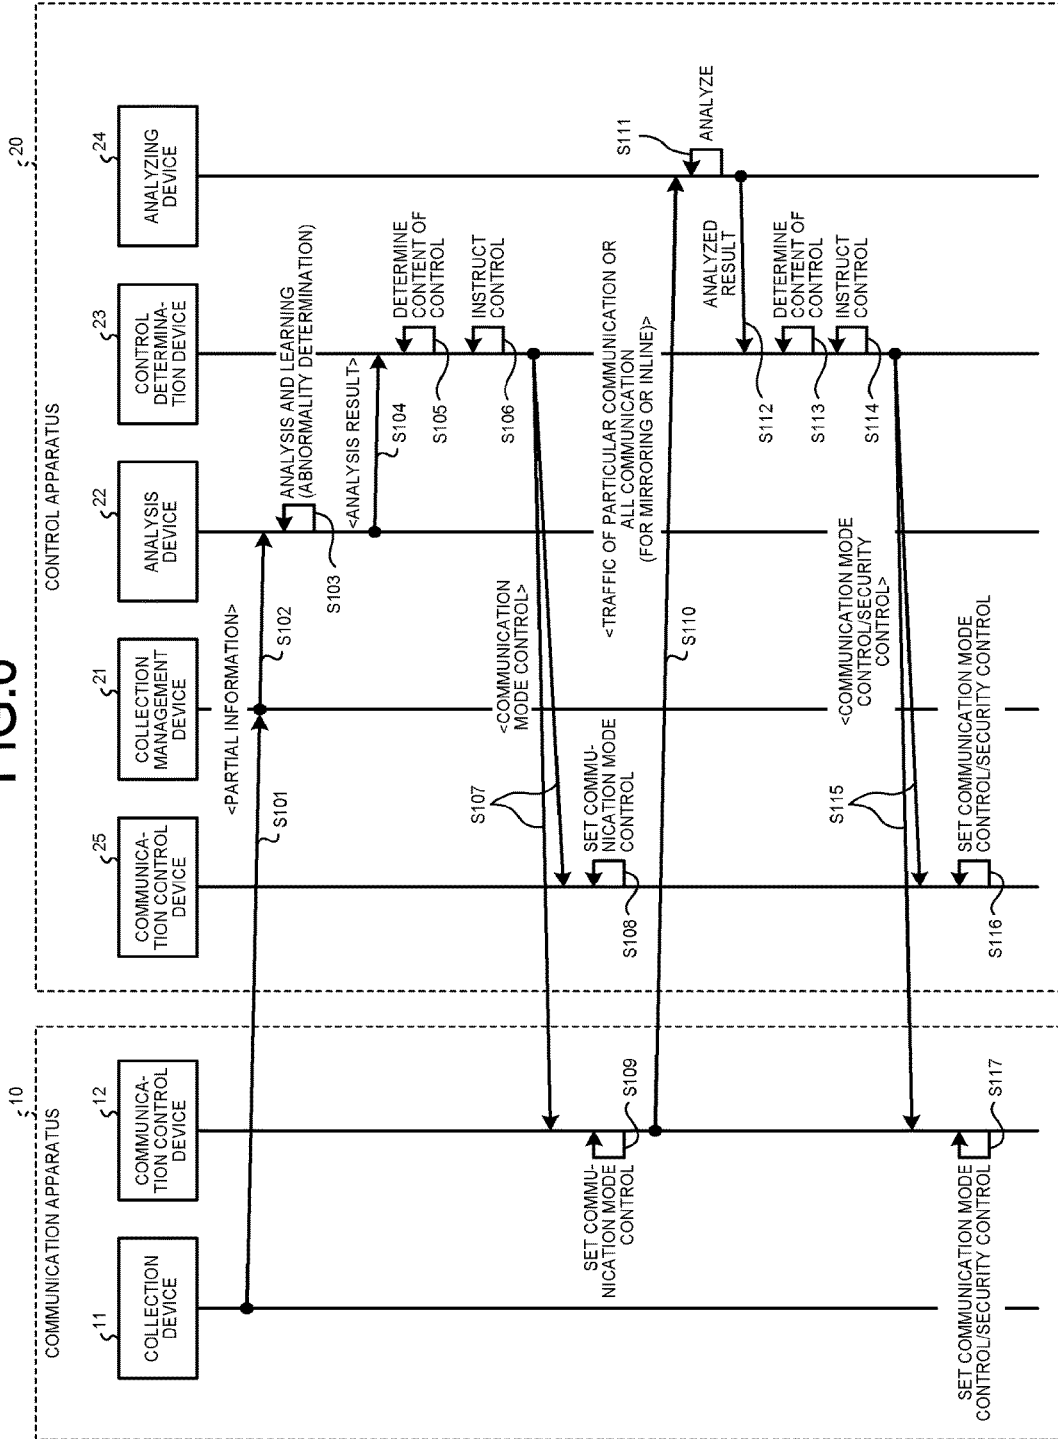 FIG.6
10
COMMUNICATION APPARATUS
11
COLLECTION
DEVICE
12
COMMUNICA-
TION CONTROL
DEVICE
20
CONTROL APPARATUS
25
COMMUNICA-
TION CONTROL
DEVICE
21
COLLECTION
MANAGEMENT
DEVICE
22
ANALYSIS
DEVICE
23
CONTROL
DETERMINA-
TION DEVICE
24
ANALYZING
DEVICE
<PARTIAL INFORMATION>
S101
S102
ANALYSIS AND LEARNING
(ABNORMALITY DETERMINATION)
S103
<ANALYSIS RESULT>
S104
DETERMINE
CONTENT OF
CONTROL
S105
INSTRUCT
CONTROL
S106
<COMMUNICATION
MODE CONTROL>
S107
SET COMMU-
NICATION MODE
CONTROL
S108
SET COMMU-
NICATION MODE
CONTROL
S109
<TRAFFIC OF PARTICULAR COMMUNICATION OR
ALL COMMUNICATION
(FOR MIRRORING OR INLINE)>
S110
S111
ANALYZE
ANALYZED
RESULT
S112
DETERMINE
CONTENT OF
CONTROL
S113
INSTRUCT
CONTROL
S114
<COMMUNICATION MODE
CONTROL/SECURITY
CONTROL>
S115
SET COMMUNICATION MODE
CONTROL/SECURITY CONTROL
S116
SET COMMUNICATION MODE
CONTROL/SECURITY CONTROL
S117